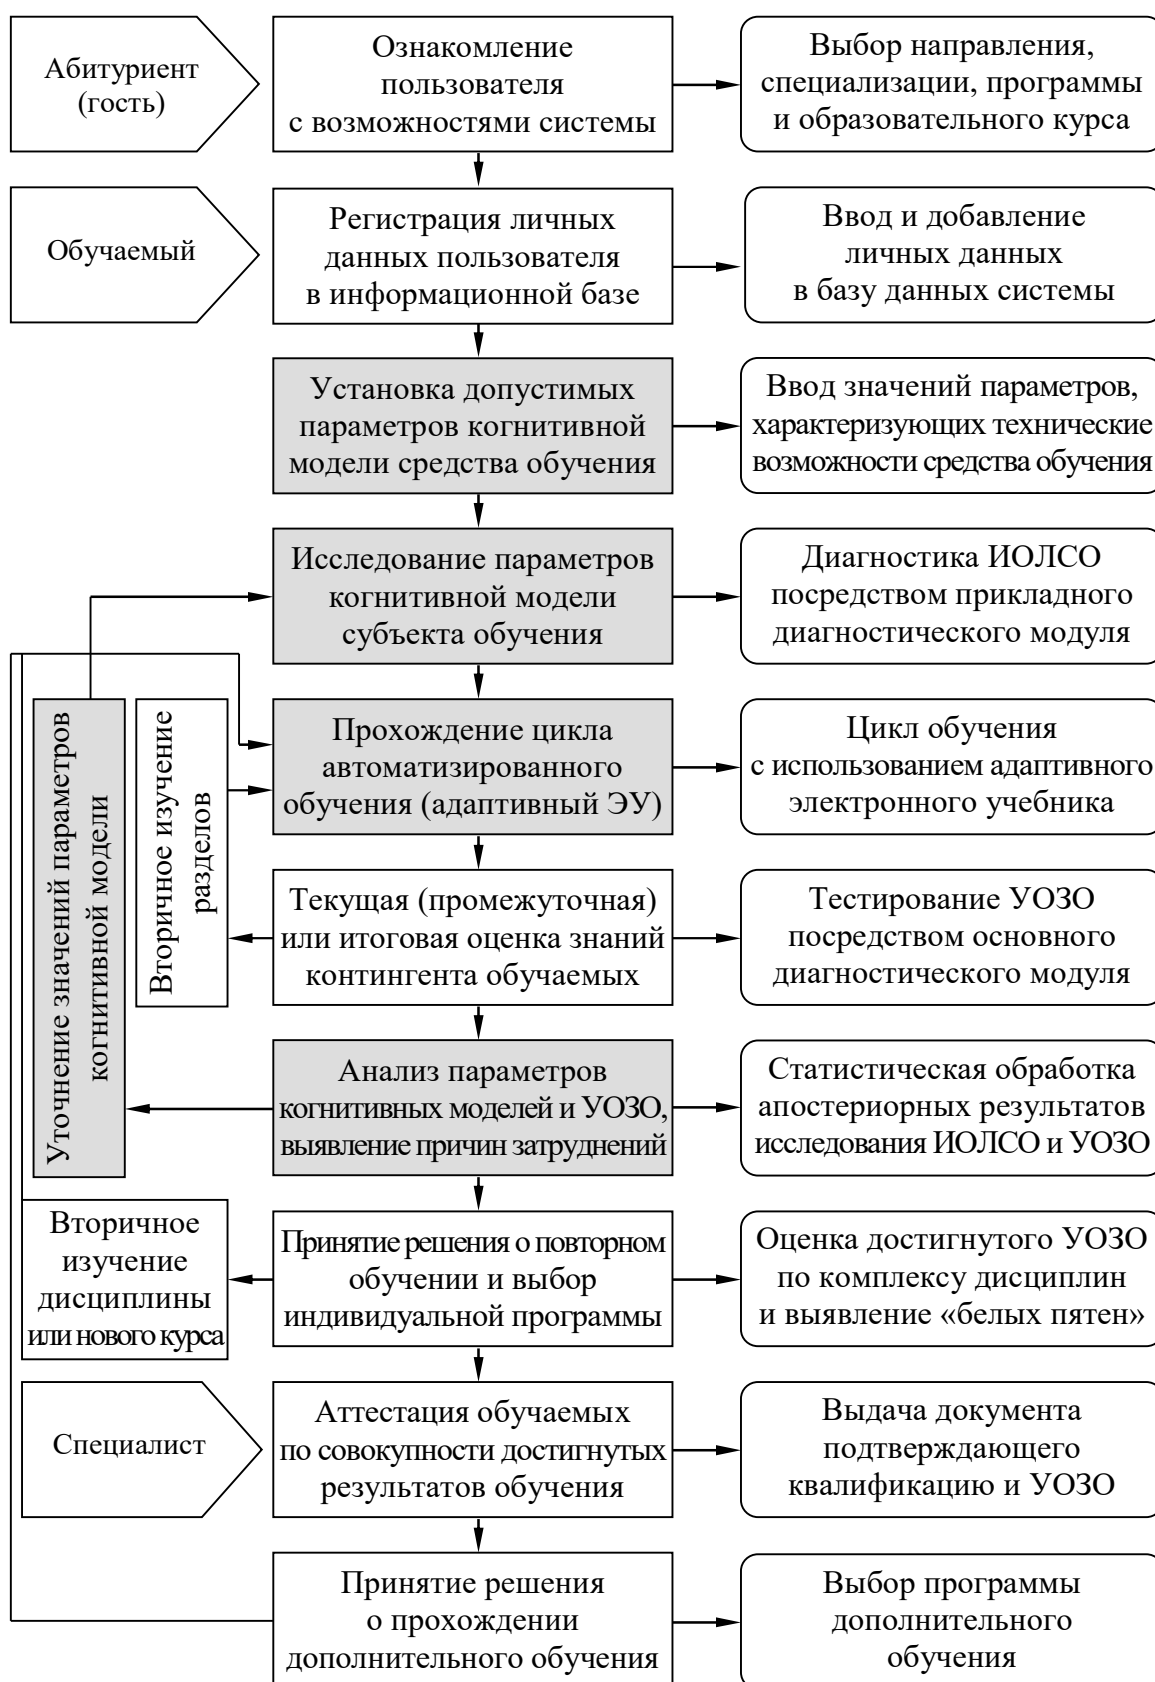 Абитуриент
(гость)
Ознакомление
пользователя
с возможностями системы
Выбор направления,
специализации, программы
и образовательного курса
Обучаемый
Регистрация личных
данных пользователя
в информационной базе
Ввод и добавление
личных данных
в базу данных системы
Установка допустимых
параметров когнитивной
модели средства обучения
Ввод значений параметров,
характеризующих технические
возможности средства обучения
Исследование параметров
когнитивной модели
субъекта обучения
Диагностика ИОЛСО
посредством прикладного
диагностического модуля
Уточнение значений параметров
когнитивной модели
Вторичное изучение
разделов
Прохождение цикла
автоматизированного
обучения (адаптивный ЭУ)
Цикл обучения
с использованием адаптивного
электронного учебника
Текущая (промежуточная)
или итоговая оценка знаний
контингента обучаемых
Тестирование УОЗО
посредством основного
диагностического модуля
Анализ параметров
когнитивных моделей и УОЗО,
выявление причин затруднений
Статистическая обработка
апостериорных результатов
исследования ИОЛСО и УОЗО
Вторичное
изучение
дисциплины
или нового курса
Принятие решения о повторном
обучении и выбор
индивидуальной программы
Оценка достигнутого УОЗО
по комплексу дисциплин
и выявление «белых пятен»
Специалист
Аттестация обучаемых
по совокупности достигнутых
результатов обучения
Выдача документа
подтверждающего
квалификацию и УОЗО
Принятие решения
о прохождении
дополнительного обучения
Выбор программы
дополнительного
обучения